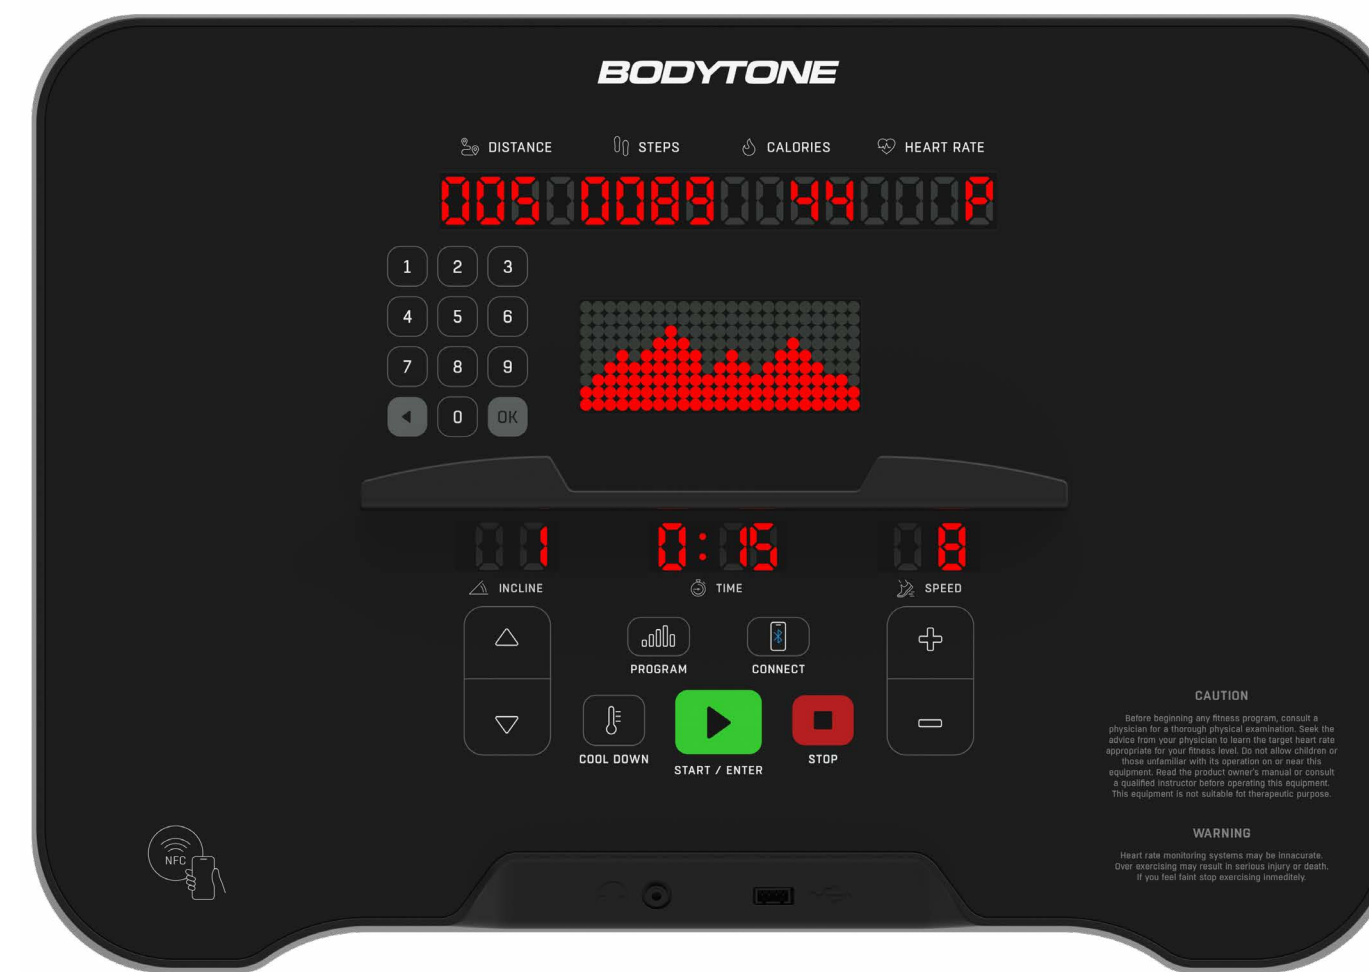 BODYTONE
DISTANCE STEPS CALORIES HEART RATE
005 0089 44 P
1 2 3
4 5 6
7 8 9
0 OK
1 0:15 8
INCLINE TIME SPEED
PROGRAM CONNECT
COOL DOWN START / ENTER STOP
CAUTION
Before beginning any fitness program, consult a
physician for a thorough physical examination. Seek the
advice from your physician to learn the target heart rate
appropriate for your fitness level. Do not allow children or
those unfamiliar with its operation on or near this
equipment. Read the product owner's manual or consult
a qualified instructor before operating this equipment.
This equipment is not suitable fot therapeutic purpose.
WARNING
Heart rate monitoring systems may be innacurate.
Over exercising may result in serious injury or death.
If you feel faint stop exercising inmeditely.
NFC